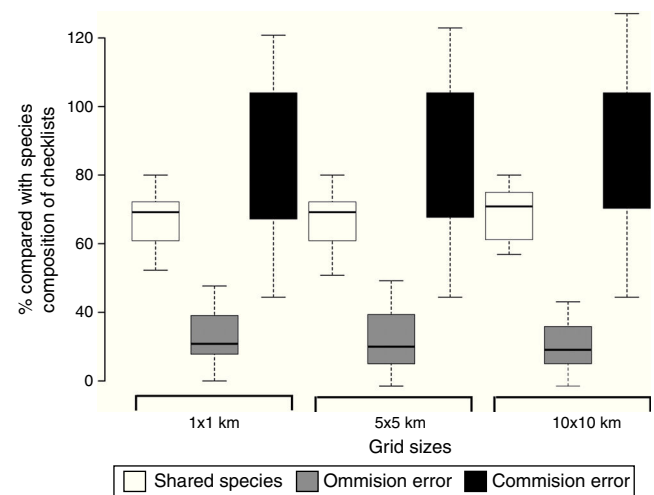 % compared with species
composition of checklists
120
100
80
60
40
0
1x1 km
5x5 km
10x10 km
Grid sizes
Shared species
Ommision error
Commision error